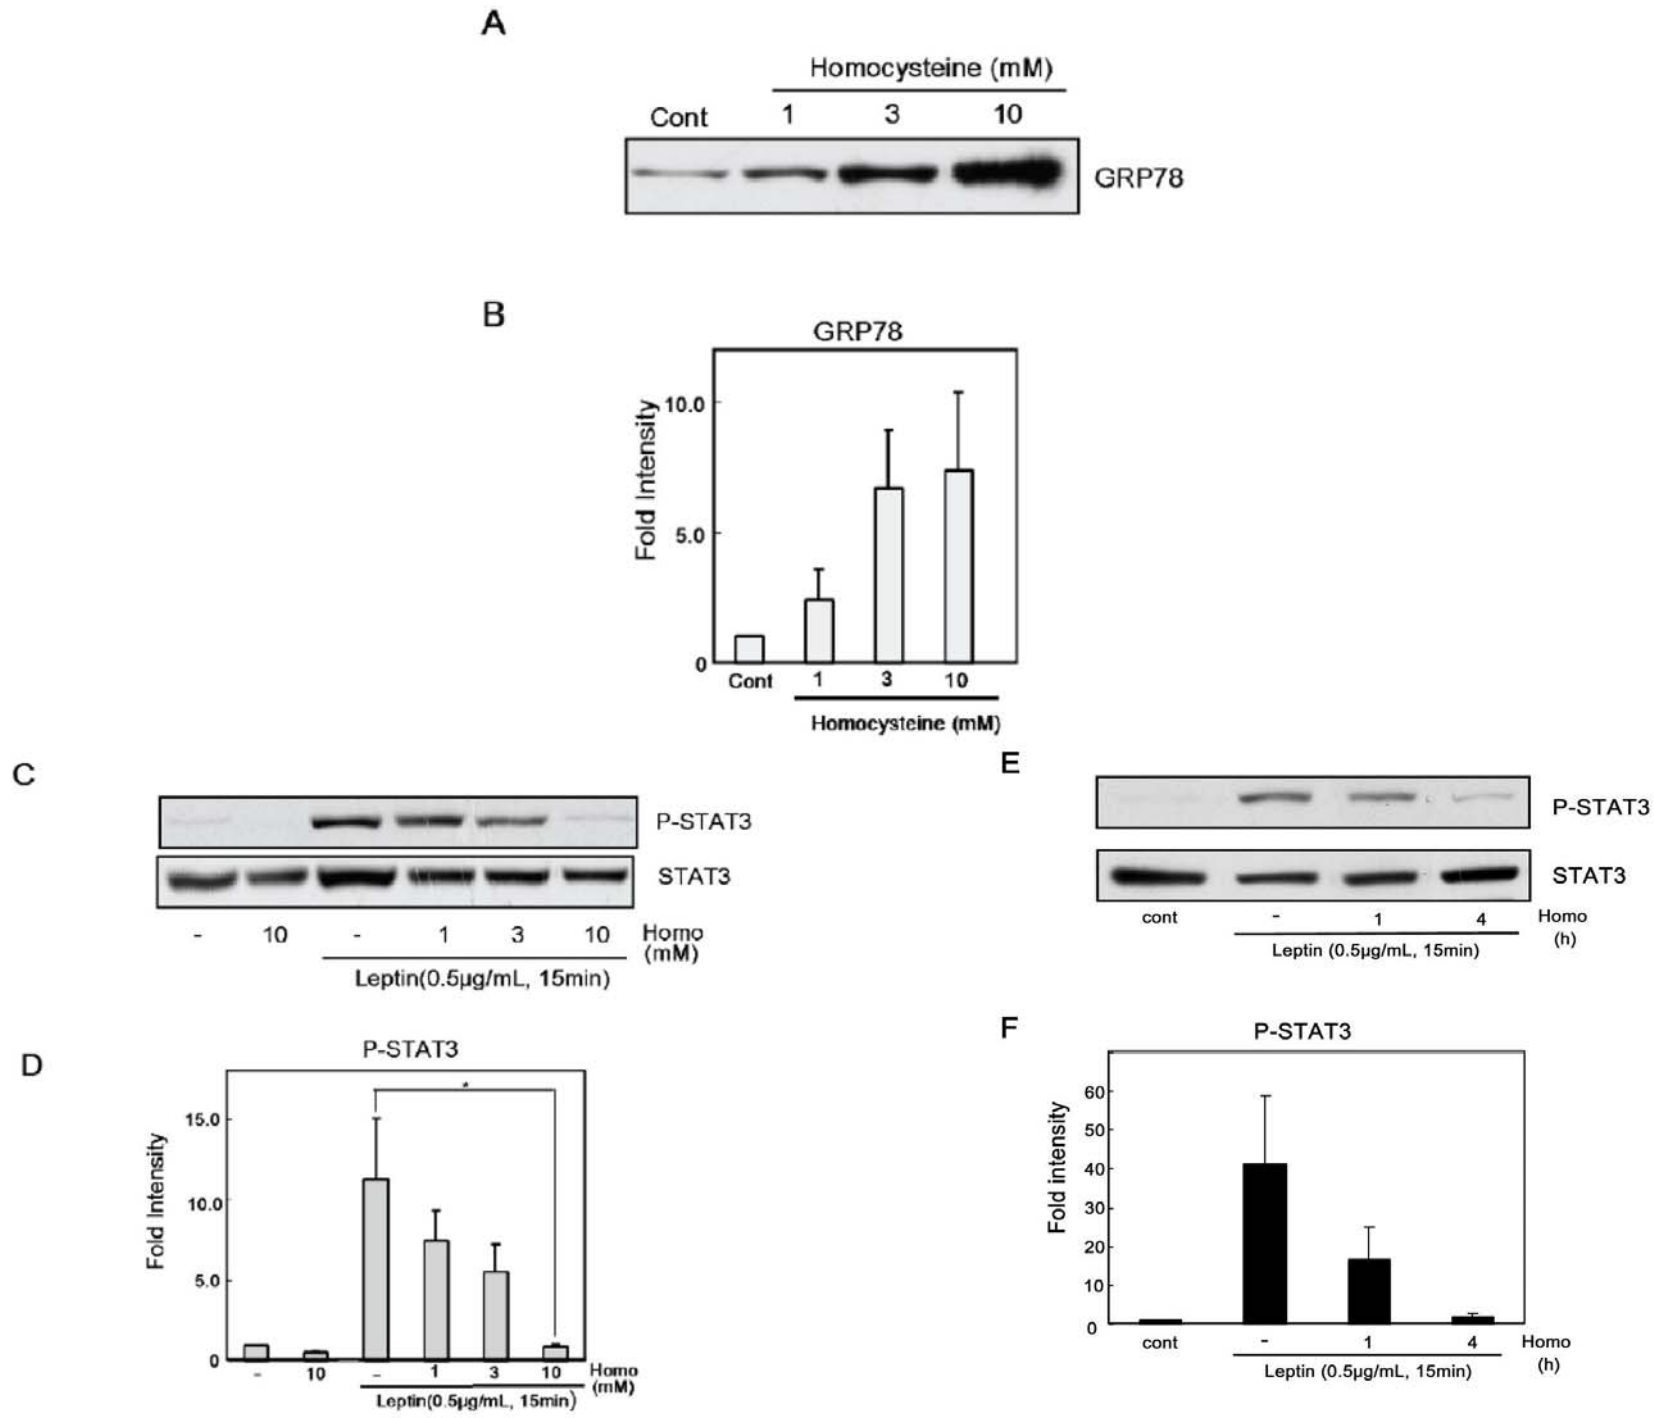 A
Homocysteine (mM)
Cont 1 3 10
GRP78
B
GRP78
Fold Intensity
10.0
5.0
0
Cont 1 3 10
Homocysteine (mM)
C
P-STAT3
STAT3
- 10 - 1 3 10 Homo
(mM)
Leptin(0.5µg/mL, 15min)
E
P-STAT3
STAT3
cont - 1 4 Homo
(h)
Leptin (0.5µg/mL, 15min)
D
P-STAT3
*
Fold Intensity
15.0
10.0
5.0
0
- 10 - 1 3 10 Homo
(mM)
Leptin(0.5µg/mL, 15min)
F
P-STAT3
Fold intensity
60
50
40
30
20
10
0
cont - 1 4 Homo
(h)
Leptin (0.5µg/mL, 15min)